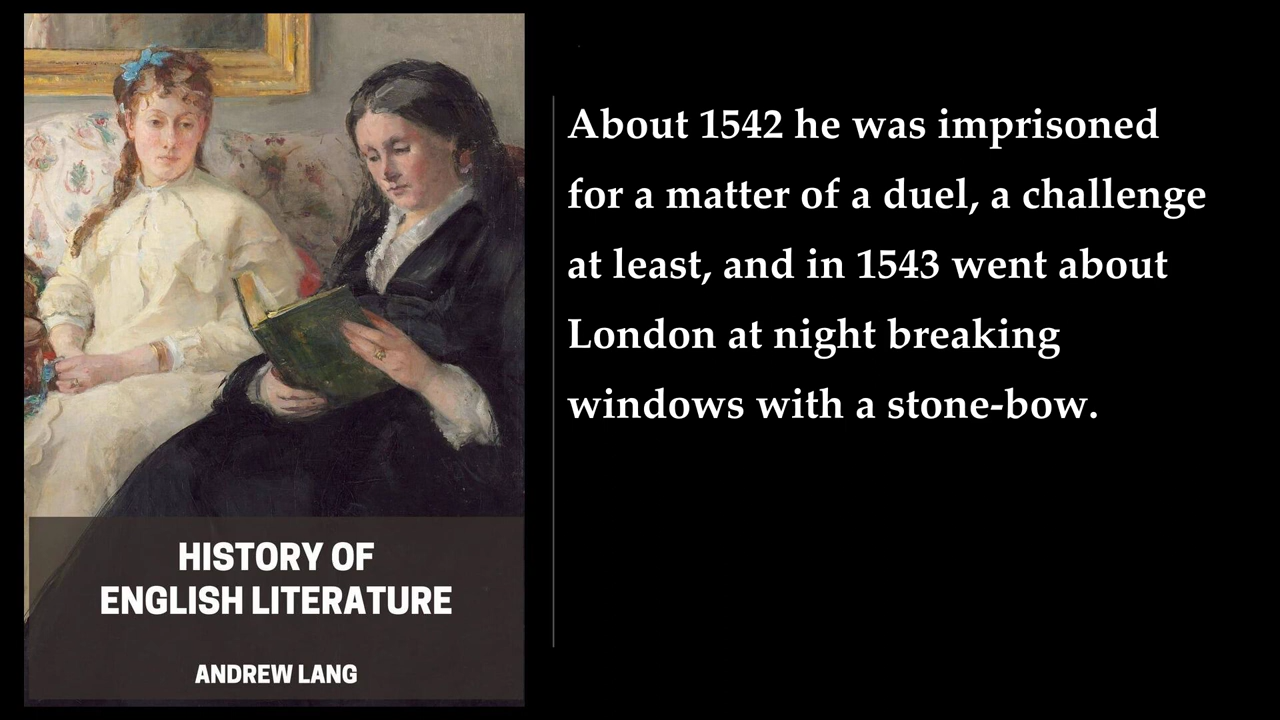 About 1542 he was imprisoned
for a matter of a duel, a challenge
at least, and in 1543 went about
London at night breaking
windows with a stone-bow.
HISTORY OF
ENGLISH LITERATURE
ANDREW LANG